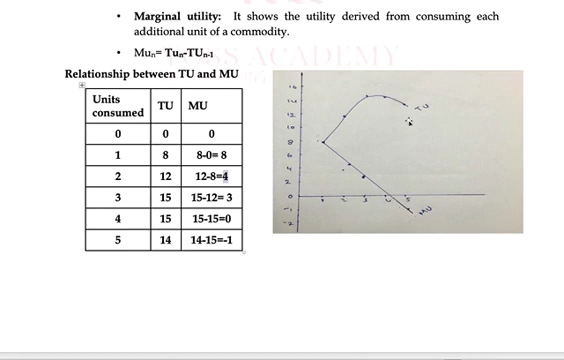 • Marginal utility: It shows the utility derived from consuming each
additional unit of a commodity.
• Muₙ= Tuₙ-TUₙ₋₁
ACADEMY
Relationship between TU and MU
Units consumed TU MU
0 0 0
1 8 8-0= 8
2 12 12-8=4
3 15 15-12= 3
4 15 15-15=0
5 14 14-15=-1
TU
MU